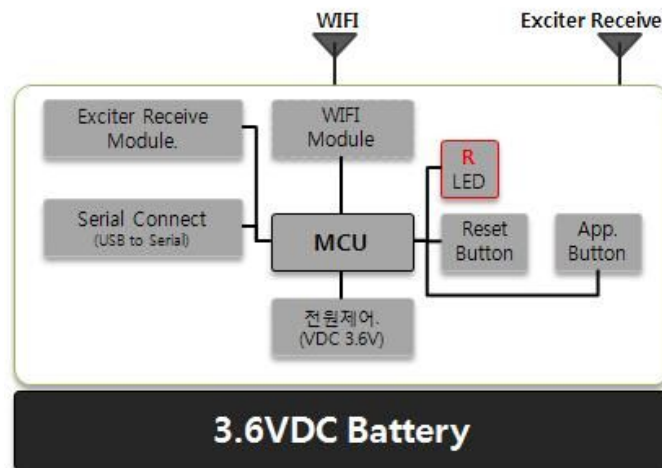 WIFI
Exciter Receive
Exciter Receive
Module.
WIFI
Module
R
LED
Serial Connect
(USB to Serial)
MCU
Reset
Button
App.
Button
전원제어.
(VDC 3.6V)
3.6VDC Battery